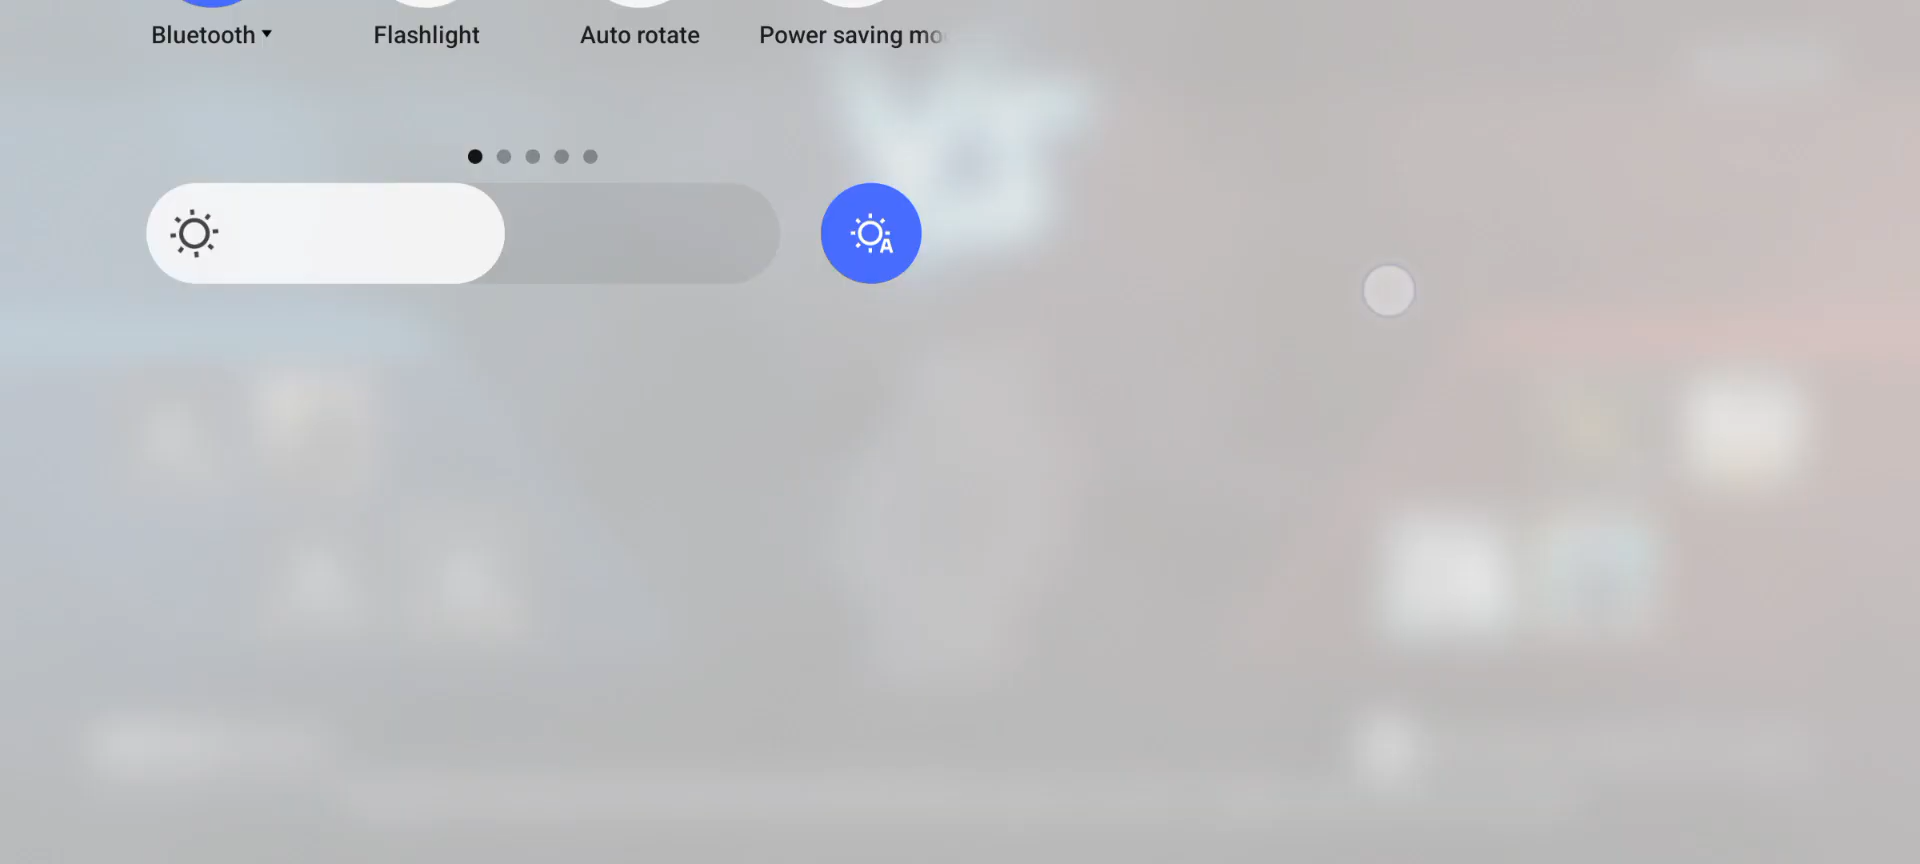 Bluetooth
Flashlight
Auto rotate
Power saving mo
A